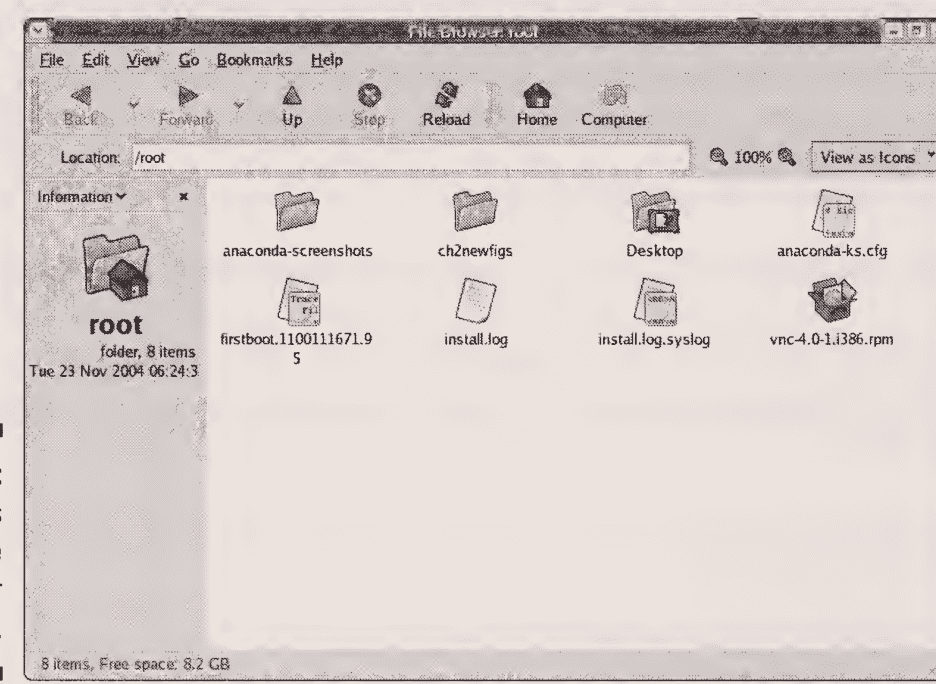 File Browser: root
File Edit View Go Bookmarks Help
Back Forward Up Stop Reload Home Computer
Location: /root 100% View as Icons
Information
anaconda-screenshots ch2newfigs Desktop anaconda-ks.cfg
root
folder, 8 items
Tue 23 Nov 2004 06:24:3
firstboot.1100111671.9
5
install.log install.log.syslog vnc-4.0-1.i386.rpm
8 items, Free space: 8.2 GB